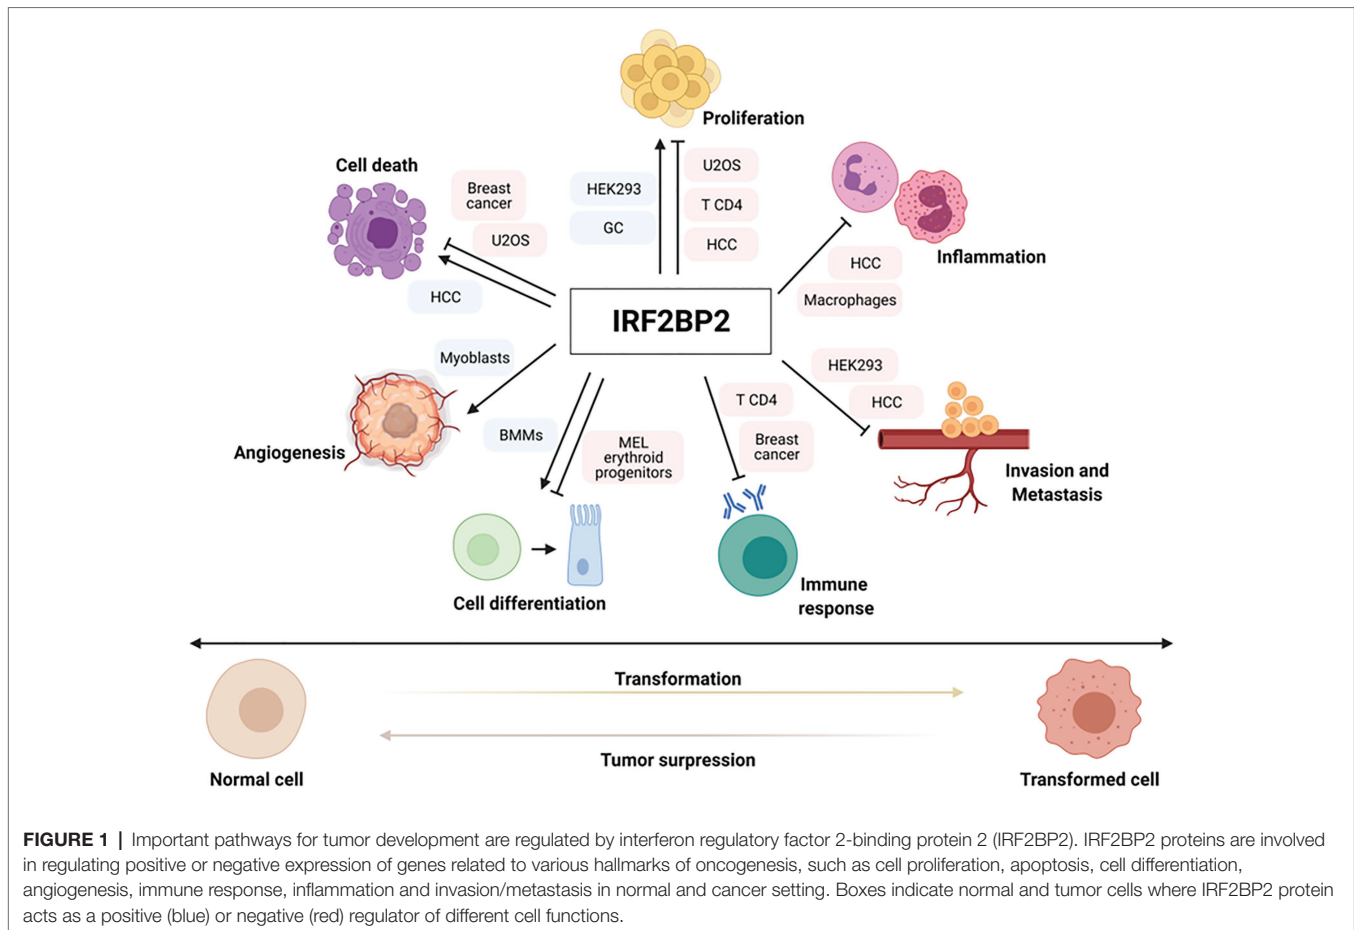 Proliferation
Cell death
Breast
cancer
U2OS
HCC
HEK293
GC
U2OS
T CD4
HCC
Inflammation
HCC
Macrophages
IRF2BP2
Myoblasts
Angiogenesis
BMMs
MEL
erythroid
progenitors
Cell differentiation
T CD4
Breast
cancer
Immune
response
HEK293
HCC
Invasion and
Metastasis
Transformation
Tumor surpression
Normal cell
Transformed cell
FIGURE 1 | Important pathways for tumor development are regulated by interferon regulatory factor 2-binding protein 2 (IRF2BP2). IRF2BP2 proteins are involved
in regulating positive or negative expression of genes related to various hallmarks of oncogenesis, such as cell proliferation, apoptosis, cell differentiation,
angiogenesis, immune response, inflammation and invasion/metastasis in normal and cancer setting. Boxes indicate normal and tumor cells where IRF2BP2 protein
acts as a positive (blue) or negative (red) regulator of different cell functions.